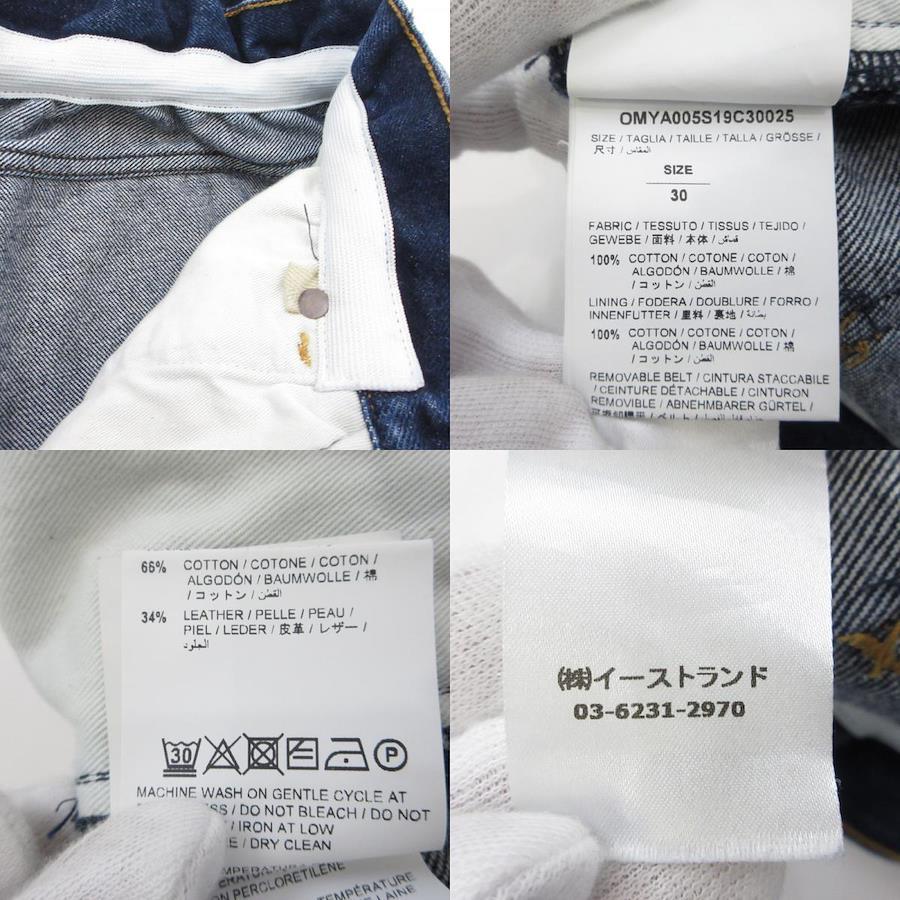 OMYA005S19C30025
SIZE / TAGLIA / TAILLE / TALLA / GRÖSSE /
尺寸 / المقاس
SIZE
30
FABRIC / TESSUTO / TISSUS / TEJIDO /
GEWEBE / 面料 / 本体 / قماش
100% COTTON / COTONE / COTON /
ALGODÓN / BAUMWOLLE / 棉
/ コットン / القطن
LINING / FODERA / DOUBLURE / FORRO /
INNENFUTTER / 里料 / 裏地 / بطانة
100% COTTON / COTONE / COTON /
ALGODÓN / BAUMWOLLE / 棉
/ コットン / القطن
REMOVABLE BELT / CINTURA STACCABILE
/ CEINTURE DÉTACHABLE / CINTURON
REMOVIBLE / ABNEHMBARER GÜRTEL /
66% COTTON / COTONE / COTON /
ALGODÓN / BAUMWOLLE / 棉
/ コットン / القطن
34% LEATHER / PELLE / PEAU /
PIEL / LEDER / 皮革 / レザー /
الجلود
30 P
MACHINE WASH ON GENTLE CYCLE AT
/ DO NOT BLEACH / DO NOT
/ IRON AT LOW
/ DRY CLEAN
PERCLORETILENE
TEMPÉRATURE
LAINE
(株)イーストランド
03-6231-2970